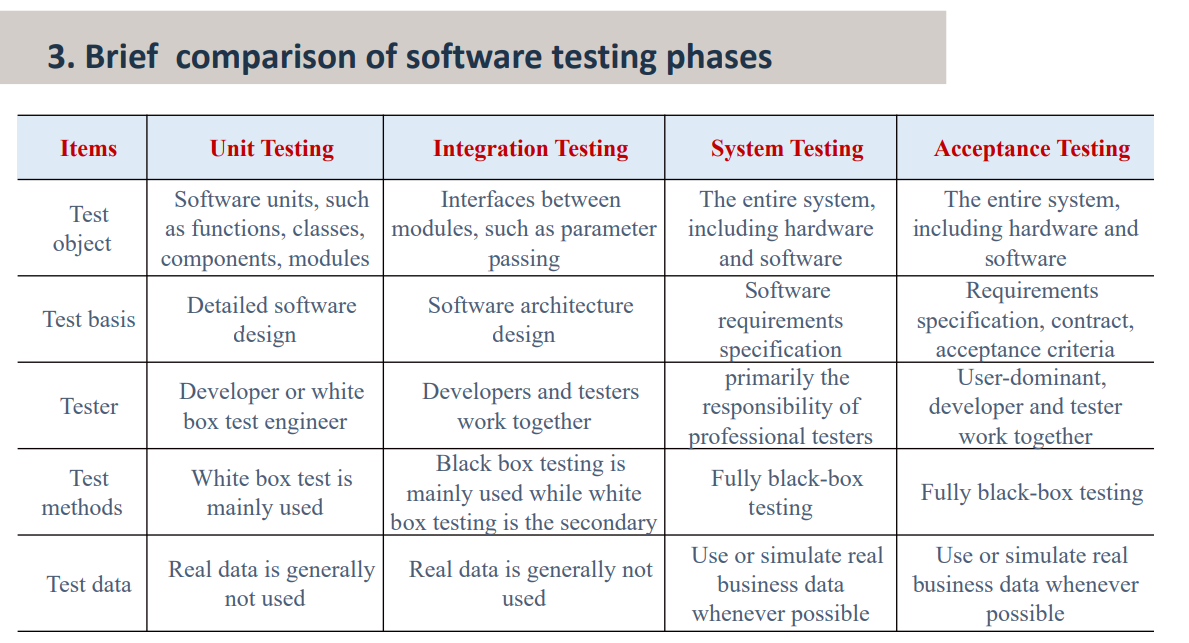 3. Brief  comparison of software testing phases
Items
Unit Testing
Integration Testing
System Testing
Acceptance Testing
Test
object
Software units, such
as functions, classes,
components, modules
Interfaces between
modules, such as parameter
passing
The entire system,
including hardware
and software
The entire system,
including hardware and
software
Test basis
Detailed software
design
Software architecture
design
Software
requirements
specification
Requirements
specification, contract,
acceptance criteria
Tester
Developer or white
box test engineer
Developers and testers
work together
primarily the
responsibility of
professional testers
User-dominant,
developer and tester
work together
Test
methods
White box test is
mainly used
Black box testing is
mainly used while white
box testing is the secondary
Fully black-box
testing
Fully black-box testing
Test data
Real data is generally
not used
Real data is generally not
used
Use or simulate real
business data
whenever possible
Use or simulate real
business data whenever
possible